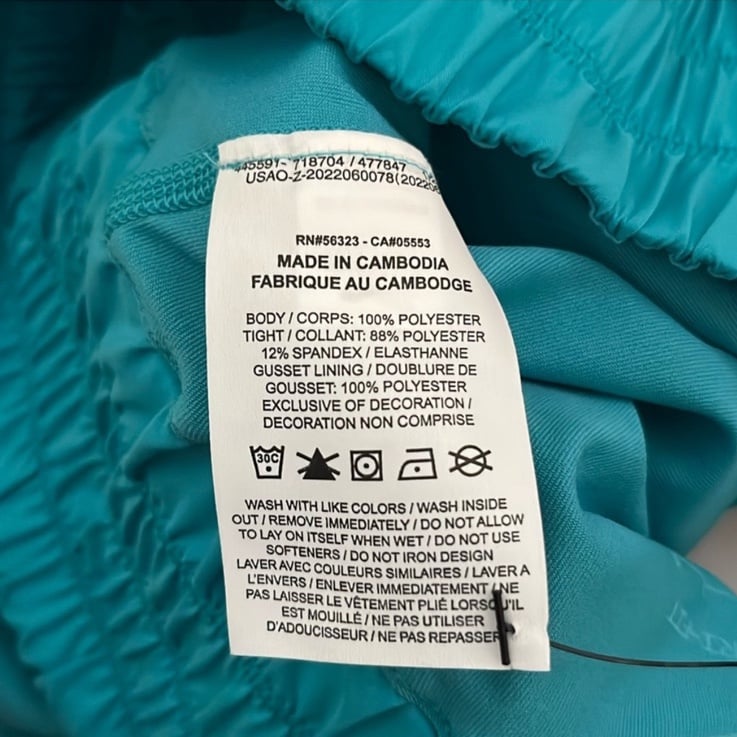 718704 / 477847
USAO-Z-2022060078(20220
RN#56323 - CA#05553
MADE IN CAMBODIA
FABRIQUE AU CAMBODGE
BODY / CORPS: 100% POLYESTER
TIGHT / COLLANT: 88% POLYESTER
12% SPANDEX / ELASTHANNE
GUSSET LINING / DOUBLURE DE
GOUSSET: 100% POLYESTER
EXCLUSIVE OF DECORATION /
DECORATION NON COMPRISE
30C
WASH WITH LIKE COLORS / WASH INSIDE
OUT / REMOVE IMMEDIATELY / DO NOT ALLOW
TO LAY ON ITSELF WHEN WET / DO NOT USE
SOFTENERS / DO NOT IRON DESIGN
LAVER AVEC COULEURS SIMILAIRES / LAVER A
L'ENVERS / ENLEVER IMMEDIATEMENT / NE
PAS LAISSER LE VÊTEMENT PLIÉ LORSQU'IL
EST MOUILLÉ / NE PAS UTILISER
D'ADOUCISSEUR / NE PAS REPASSER